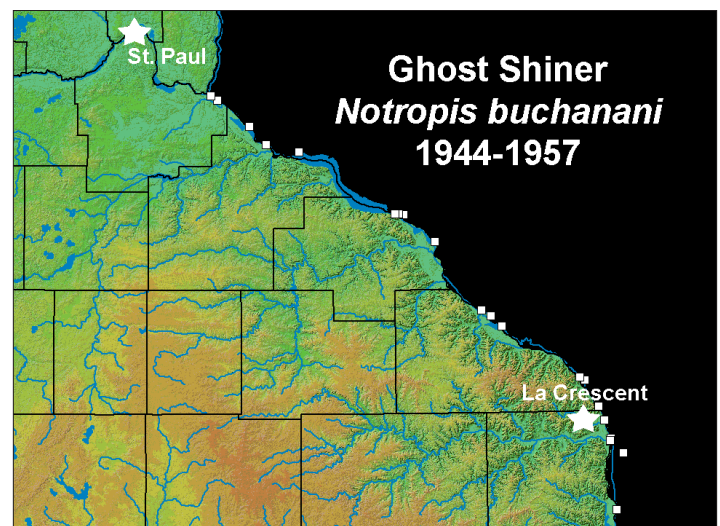 St. Paul
Ghost Shiner
Notropis buchanani
1944-1957
La Crescent